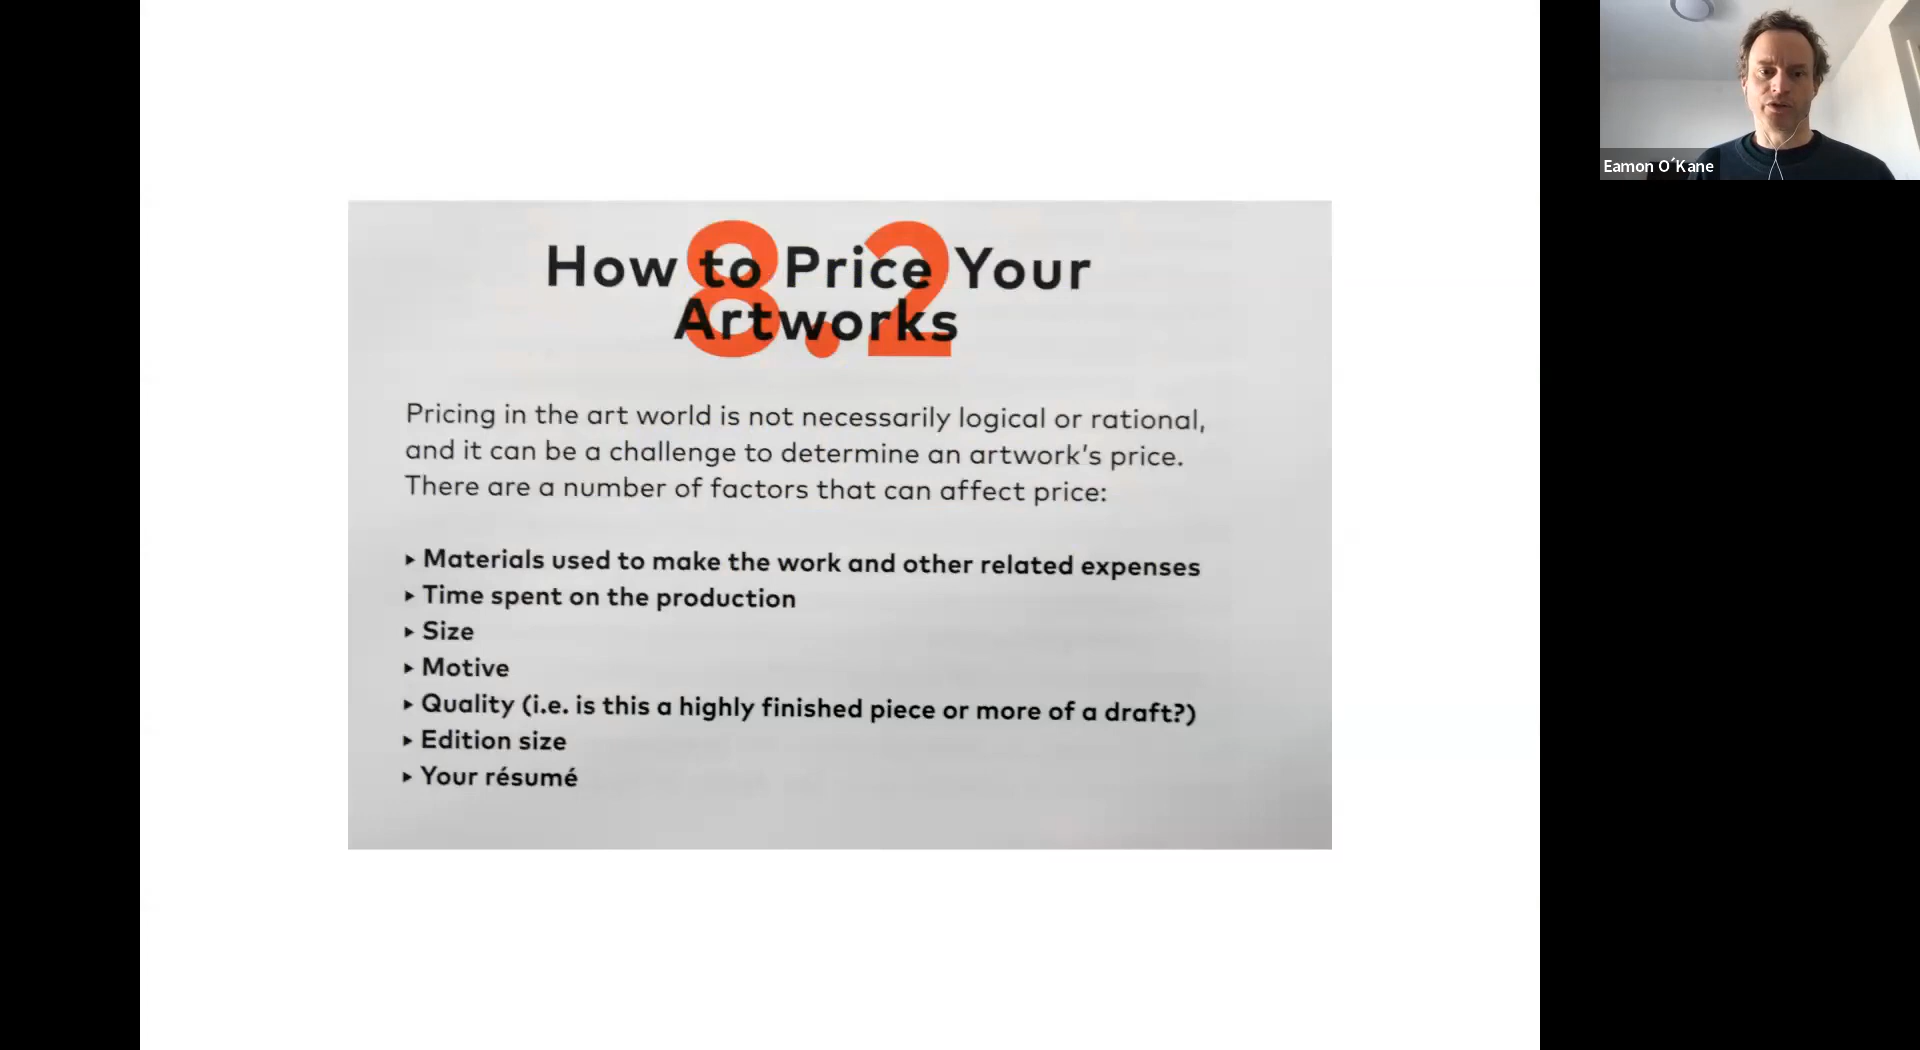 How to Price Your
Artworks
8.2
Pricing in the art world is not necessarily logical or rational,
and it can be a challenge to determine an artwork's price.
There are a number of factors that can affect price:
▸ Materials used to make the work and other related expenses
▸ Time spent on the production
▸ Size
▸ Motive
▸ Quality (i.e. is this a highly finished piece or more of a draft?)
▸ Edition size
▸ Your résumé
Eamon O´Kane